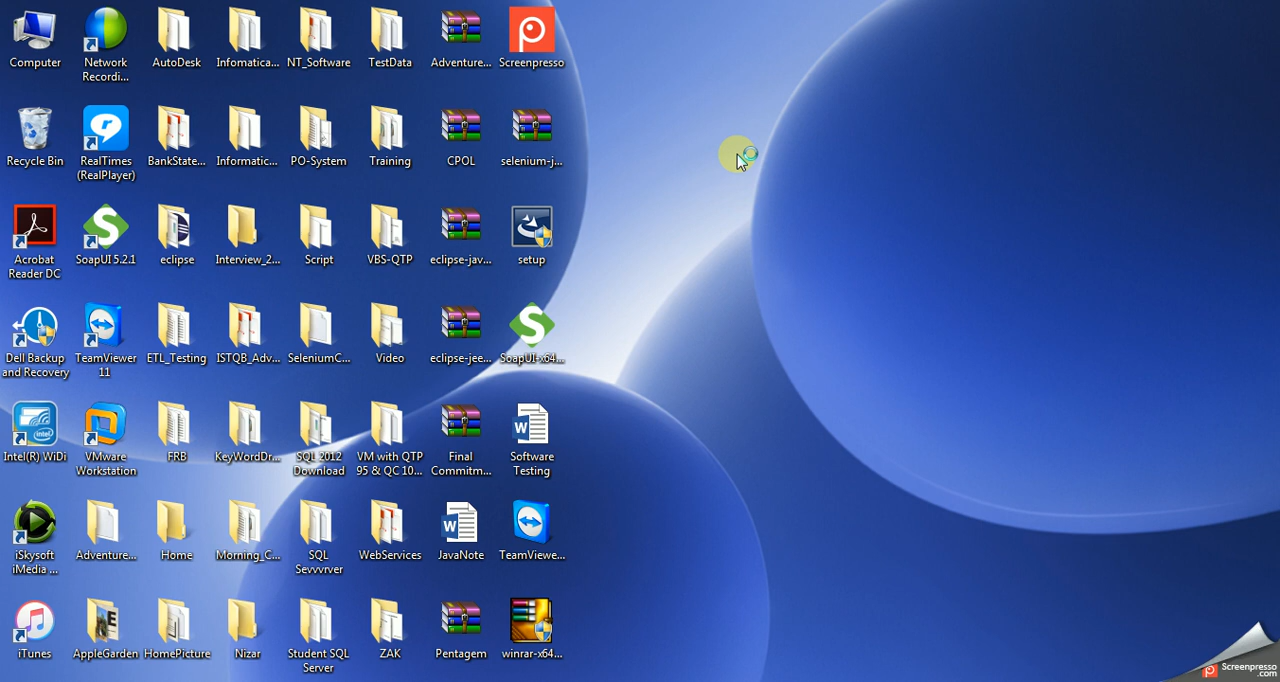 Computer
Network
Recordi...
AutoDesk
Infomatica...
NT_Software
TestData
Adventure...
Screenpresso
Recycle Bin
RealTimes
(RealPlayer)
BankState...
Informatic...
PO-System
Training
CPOL
selenium-j...
Acrobat
Reader DC
SoapUI 5.2.1
eclipse
Interview_2...
Script
VBS-QTP
eclipse-jav...
setup
Dell Backup
and Recovery
TeamViewer
11
ETL_Testing
ISTQB_Adv...
SeleniumC...
Video
eclipse-jee...
SoapUI-x64...
Intel(R) WiDi
VMware
Workstation
FRB
KeyWordDr...
SQL 2012
Download
VM with QTP
95 & QC 10...
Final
Commitm...
Software
Testing
iSkysoft
iMedia ...
Adventure...
Home
Morning_C...
SQL
Sevvvrver
WebServices
JavaNote
TeamViewe...
iTunes
AppleGarden
HomePicture
Nizar
Student SQL
Server
ZAK
Pentagem
winrar-x64...
Screenpresso
.com